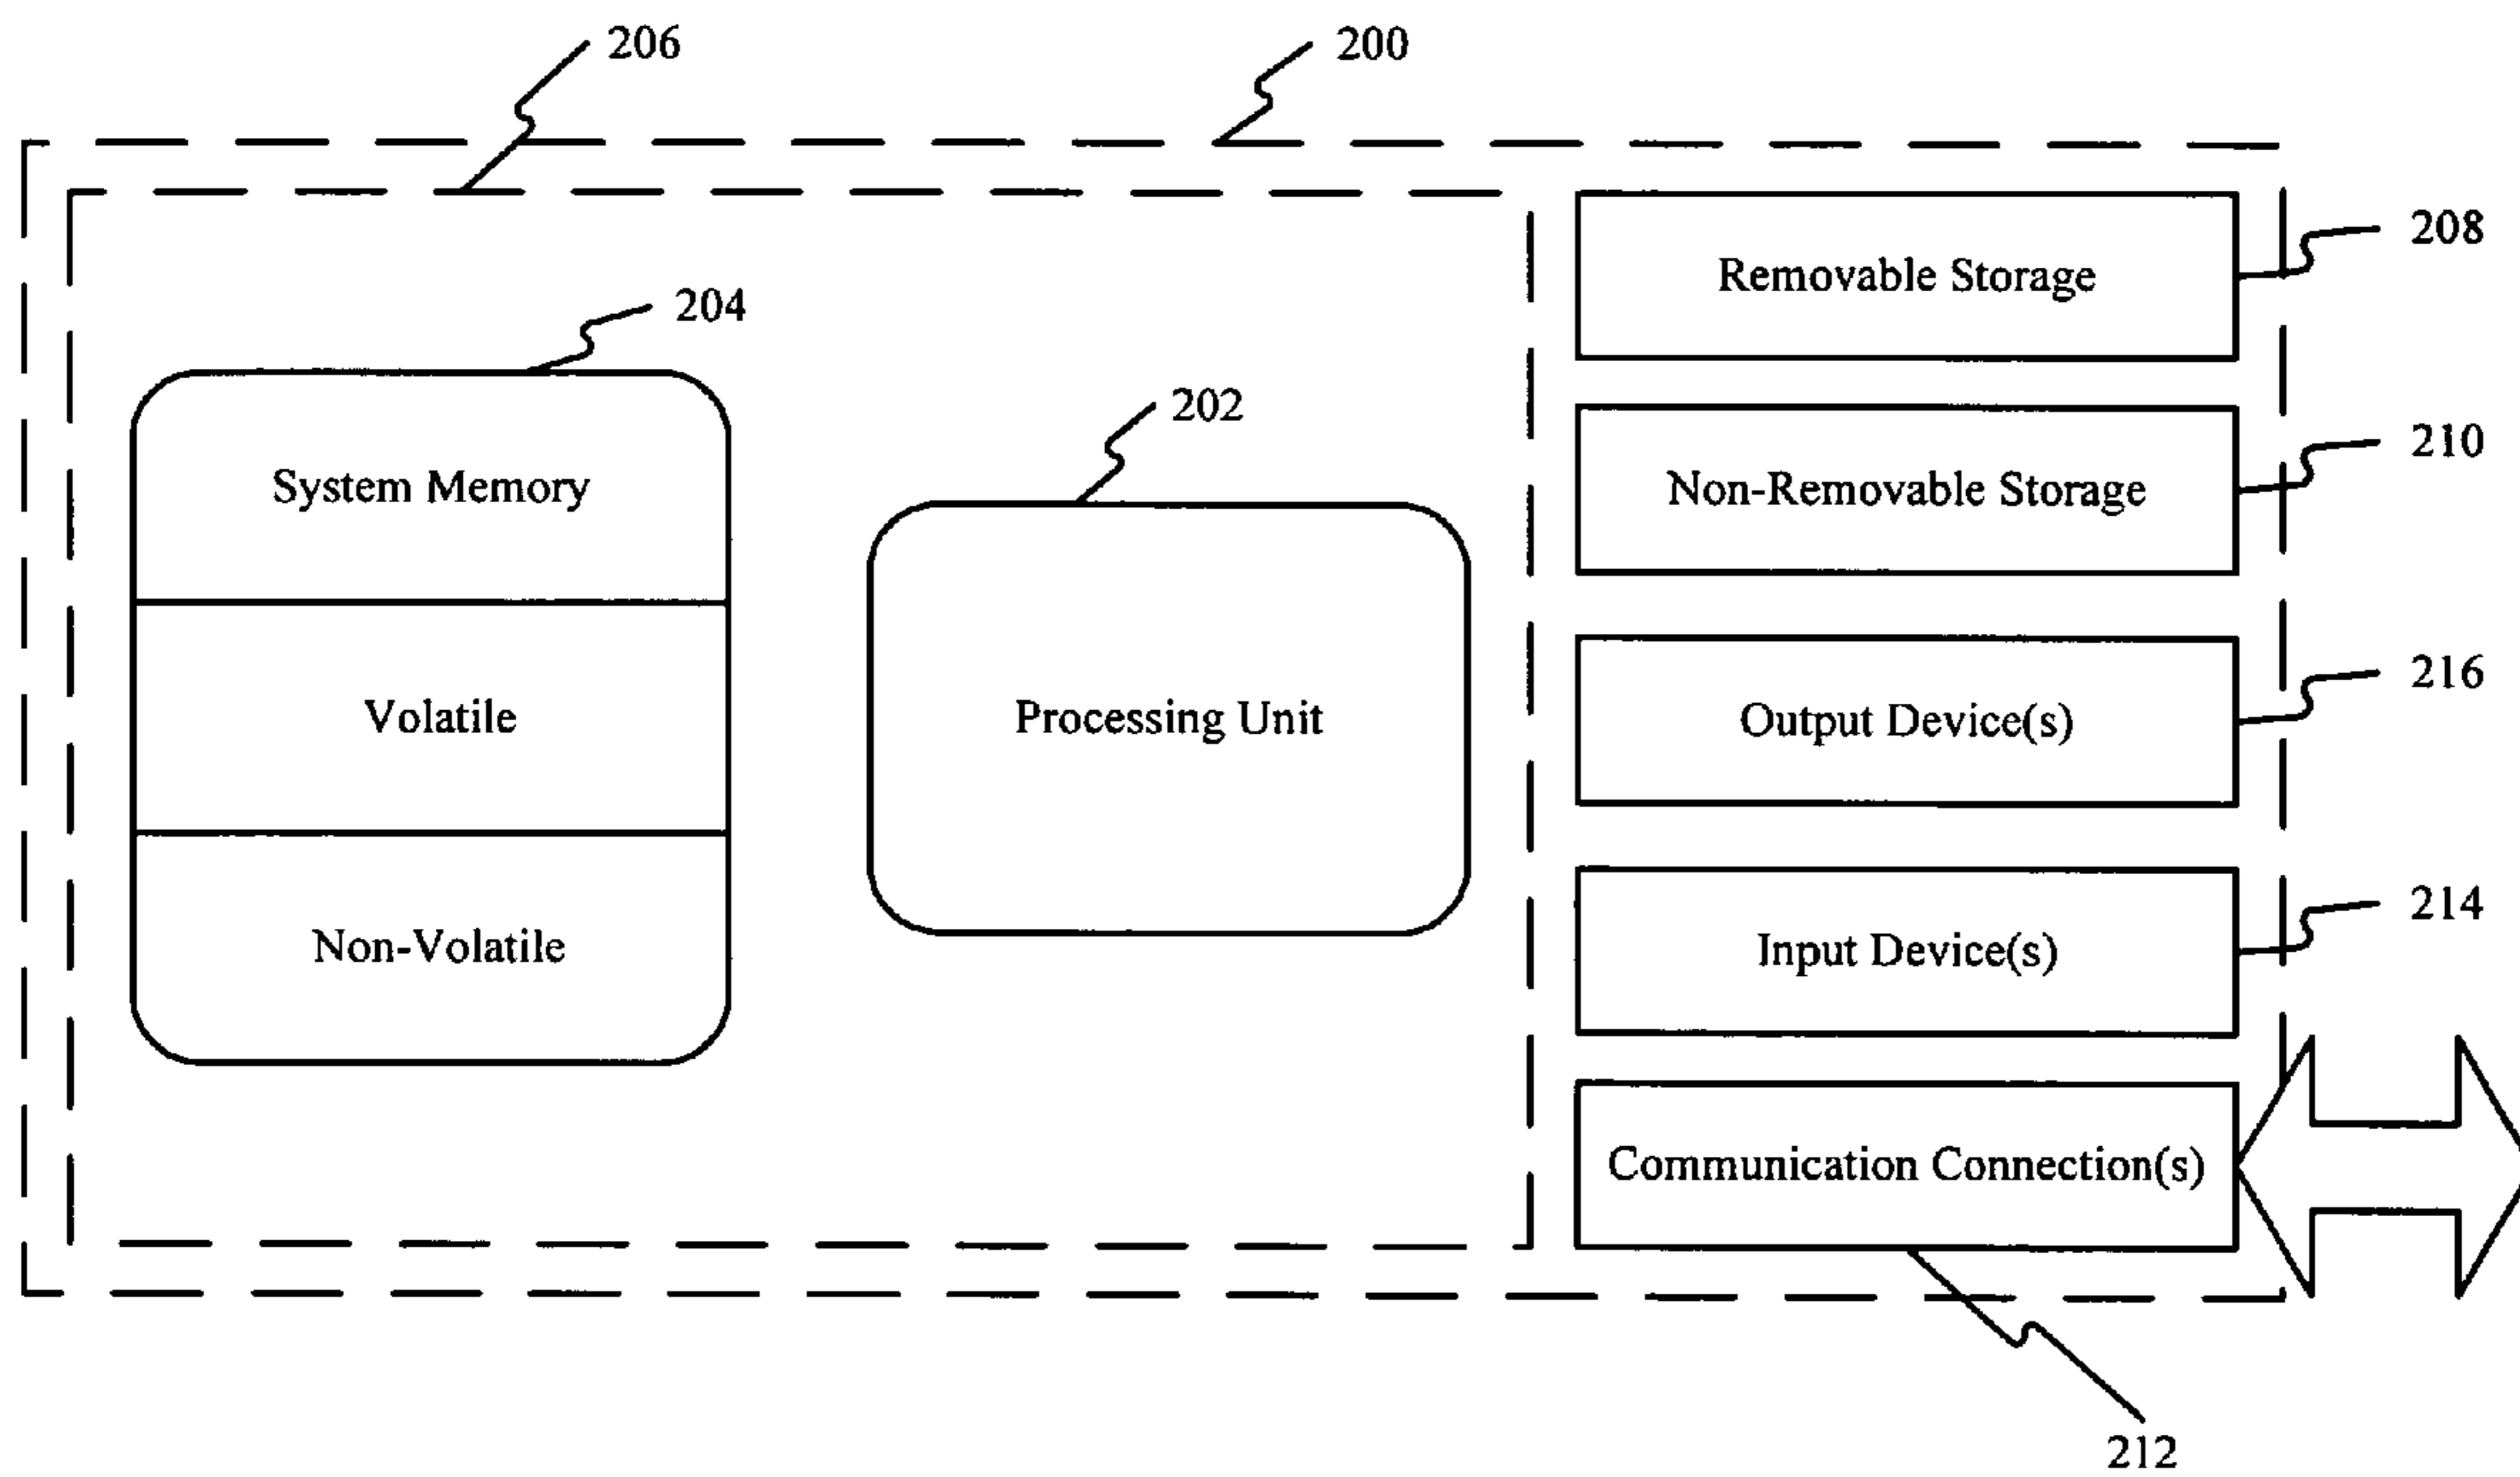 206
200
208
Removable Storage
204
202
210
System Memory
Non-Removable Storage
216
Volatile
Processing Unit
Output Device(s)
214
Non-Volatile
Input Device(s)
Communication Connection(s)
212